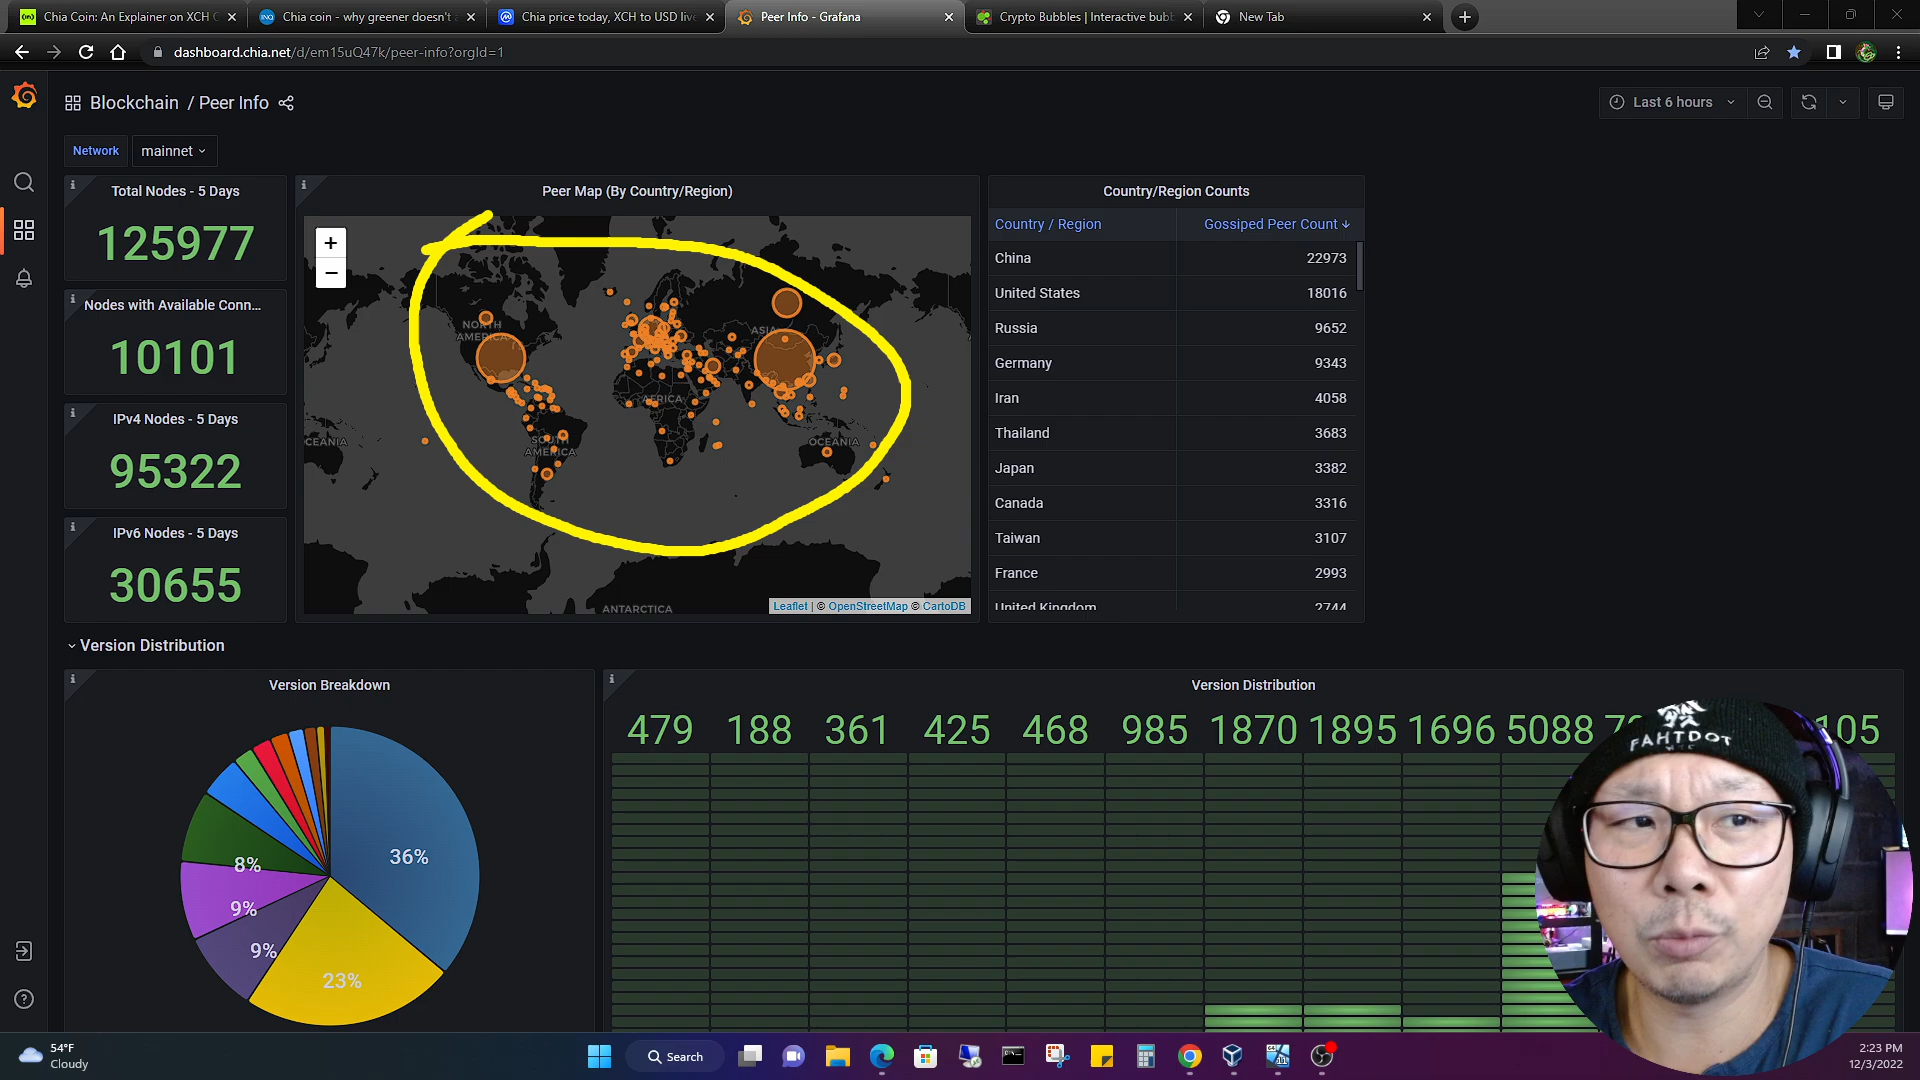 Chia Coin: An Explainer on XCH C
Chia coin - why greener doesn't a
Chia price today, XCH to USD live
Peer Info - Grafana
Crypto Bubbles | Interactive bubb
New Tab
dashboard.chia.net/d/em15uQ47k/peer-info?orgId=1
Blockchain / Peer Info
Last 6 hours
Network
mainnet
Total Nodes - 5 Days
125977
Nodes with Available Conn...
10101
IPv4 Nodes - 5 Days
95322
IPv6 Nodes - 5 Days
30655
Peer Map (By Country/Region)
+
−
NORTH
AMERICA
ASIA
AFRICA
SOUTH
AMERICA
OCEANIA
CEANIA
ANTARCTICA
Leaflet | © OpenStreetMap © CartoDB
Country/Region Counts
Country / Region Gossiped Peer Count ↓
China 22973
United States 18016
Russia 9652
Germany 9343
Iran 4058
Thailand 3683
Japan 3382
Canada 3316
Taiwan 3107
France 2993
United Kingdom 2744
Version Distribution
Version Breakdown
36%
8%
9%
9%
23%
Version Distribution
479 188 361 425 468 985 1870 1895 1696 5088
105
發
FAHTDOT
54°F
Cloudy
Search
2:23 PM
12/3/2022